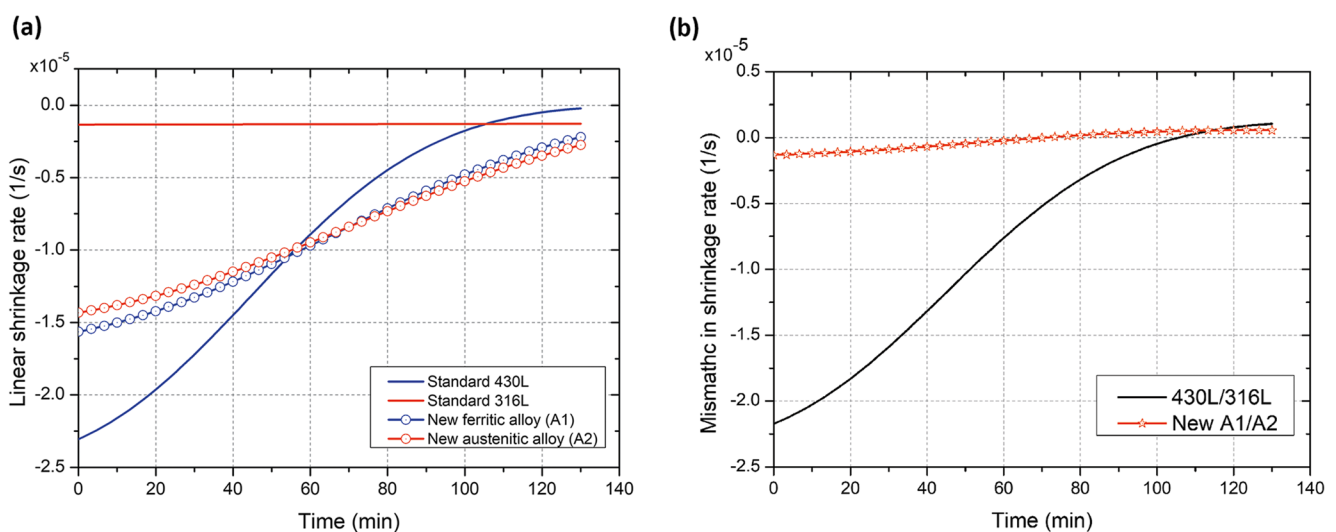 (a)
x10⁻⁵
0.0
-0.5
-1.0
-1.5
-2.0
-2.5
Linear shrinkage rate (1/s)
0 20 40 60 80 100 120 140
Time (min)
Standard 430L
Standard 316L
New ferritic alloy (A1)
New austenitic alloy (A2)
(b)
x10⁻⁵
0.5
0.0
-0.5
-1.0
-1.5
-2.0
-2.5
Mismathc in shrinkage rate (1/s)
0 20 40 60 80 100 120 140
Time (min)
430L/316L
New A1/A2